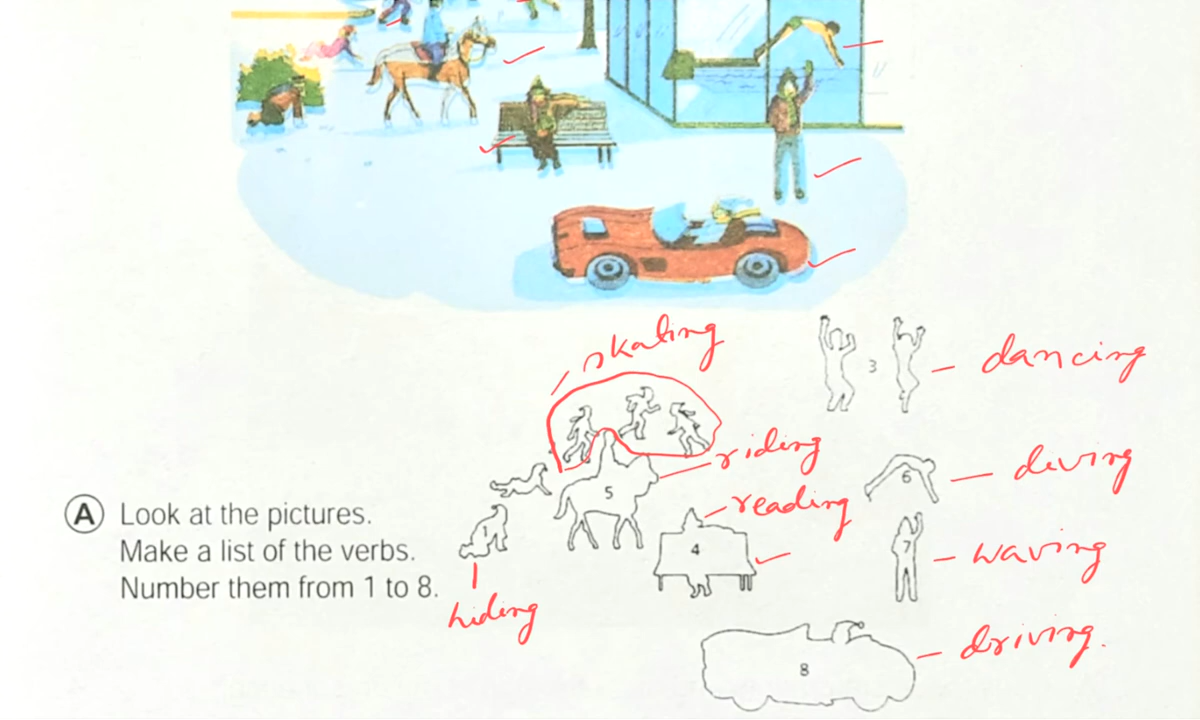 skating
3
dancing
riding
5
6
diving
A Look at the pictures.
Make a list of the verbs.
Number them from 1 to 8.
reading
1
4
7
waving
hiding
8
driving.